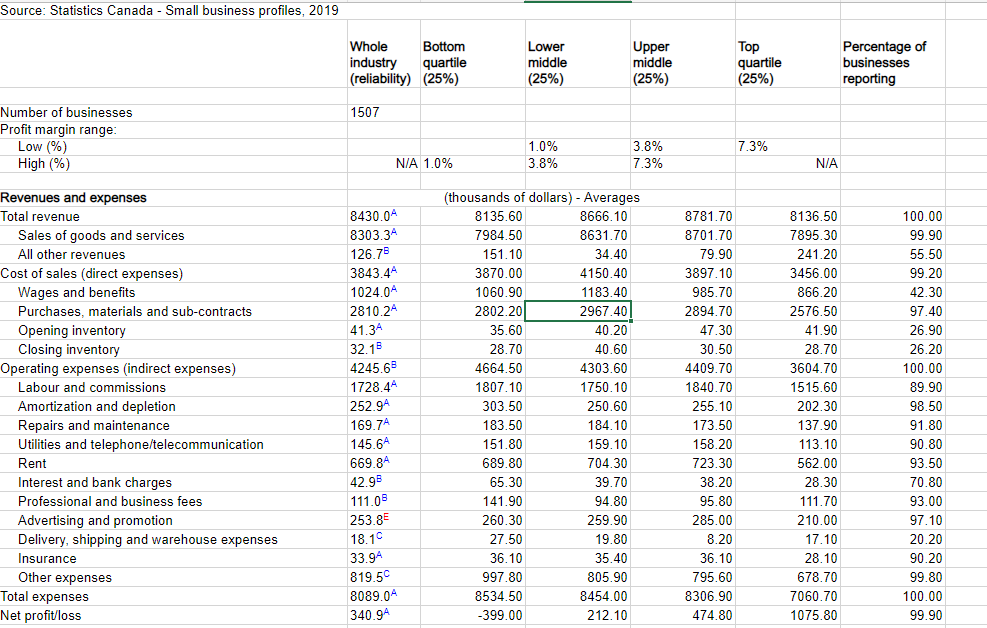 Source: Statistics Canada - Small business profiles, 2019
Whole industry (reliability) Bottom quartile (25%) Lower middle (25%) Upper middle (25%) Top quartile (25%) Percentage of businesses reporting
Number of businesses 1507
Profit margin range:
Low (%) 1.0% 3.8% 7.3%
High (%) N/A 1.0% 3.8% 7.3% N/A
Revenues and expenses (thousands of dollars) - Averages
Total revenue 8430.0A 8135.60 8666.10 8781.70 8136.50 100.00
Sales of goods and services 8303.3A 7984.50 8631.70 8701.70 7895.30 99.90
All other revenues 126.7B 151.10 34.40 79.90 241.20 55.50
Cost of sales (direct expenses) 3843.4A 3870.00 4150.40 3897.10 3456.00 99.20
Wages and benefits 1024.0A 1060.90 1183.40 985.70 866.20 42.30
Purchases, materials and sub-contracts 2810.2A 2802.20 2967.40 2894.70 2576.50 97.40
Opening inventory 41.3A 35.60 40.20 47.30 41.90 26.90
Closing inventory 32.1B 28.70 40.60 30.50 28.70 26.20
Operating expenses (indirect expenses) 4245.6B 4664.50 4303.60 4409.70 3604.70 100.00
Labour and commissions 1728.4A 1807.10 1750.10 1840.70 1515.60 89.90
Amortization and depletion 252.9A 303.50 250.60 255.10 202.30 98.50
Repairs and maintenance 169.7A 183.50 184.10 173.50 137.90 91.80
Utilities and telephone/telecommunication 145.6A 151.80 159.10 158.20 113.10 90.80
Rent 669.8A 689.80 704.30 723.30 562.00 93.50
Interest and bank charges 42.9B 65.30 39.70 38.20 28.30 70.80
Professional and business fees 111.0B 141.90 94.80 95.80 111.70 93.00
Advertising and promotion 253.8E 260.30 259.90 285.00 210.00 97.10
Delivery, shipping and warehouse expenses 18.1C 27.50 19.80 8.20 17.10 20.20
Insurance 33.9A 36.10 35.40 36.10 28.10 90.20
Other expenses 819.5C 997.80 805.90 795.60 678.70 99.80
Total expenses 8089.0A 8534.50 8454.00 8306.90 7060.70 100.00
Net profit/loss 340.9A -399.00 212.10 474.80 1075.80 99.90